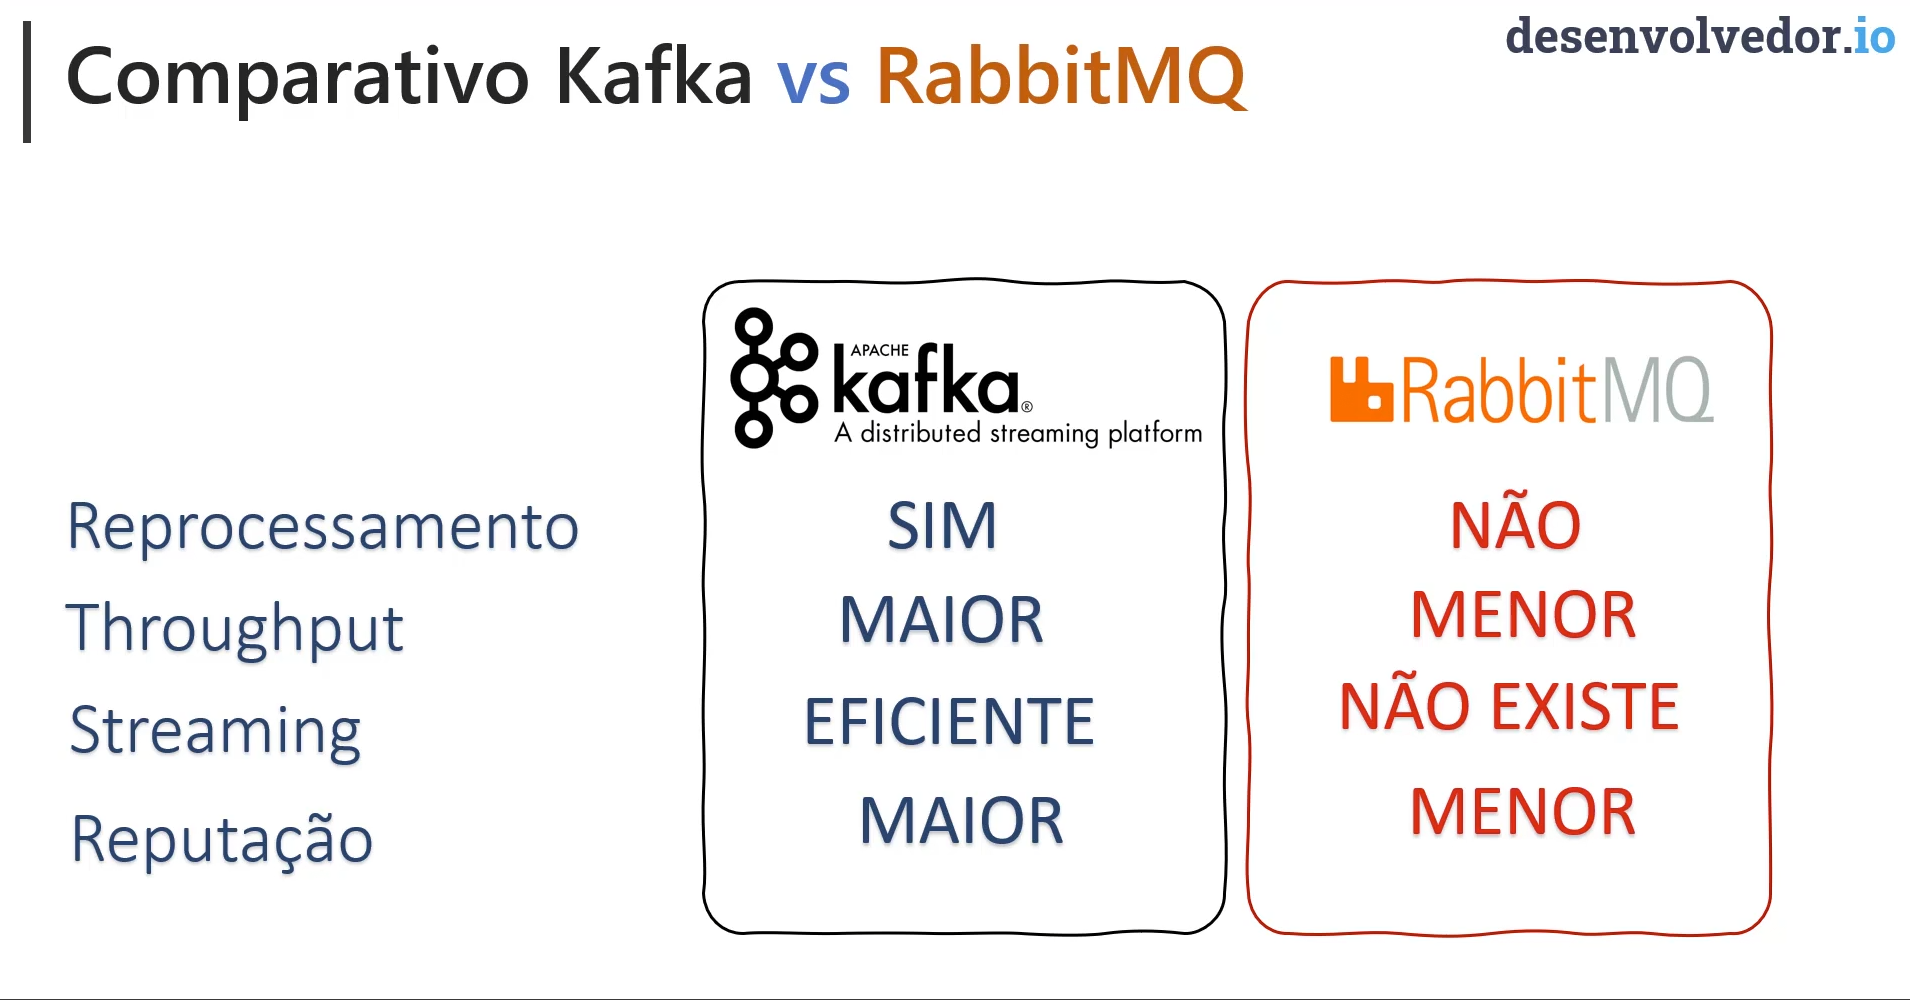 desenvolvedor.io
Comparativo Kafka vs RabbitMQ
APACHE
kafka®
A distributed streaming platform
RabbitMQ
Reprocessamento SIM NÃO
Throughput MAIOR MENOR
Streaming EFICIENTE NÃO EXISTE
Reputação MAIOR MENOR